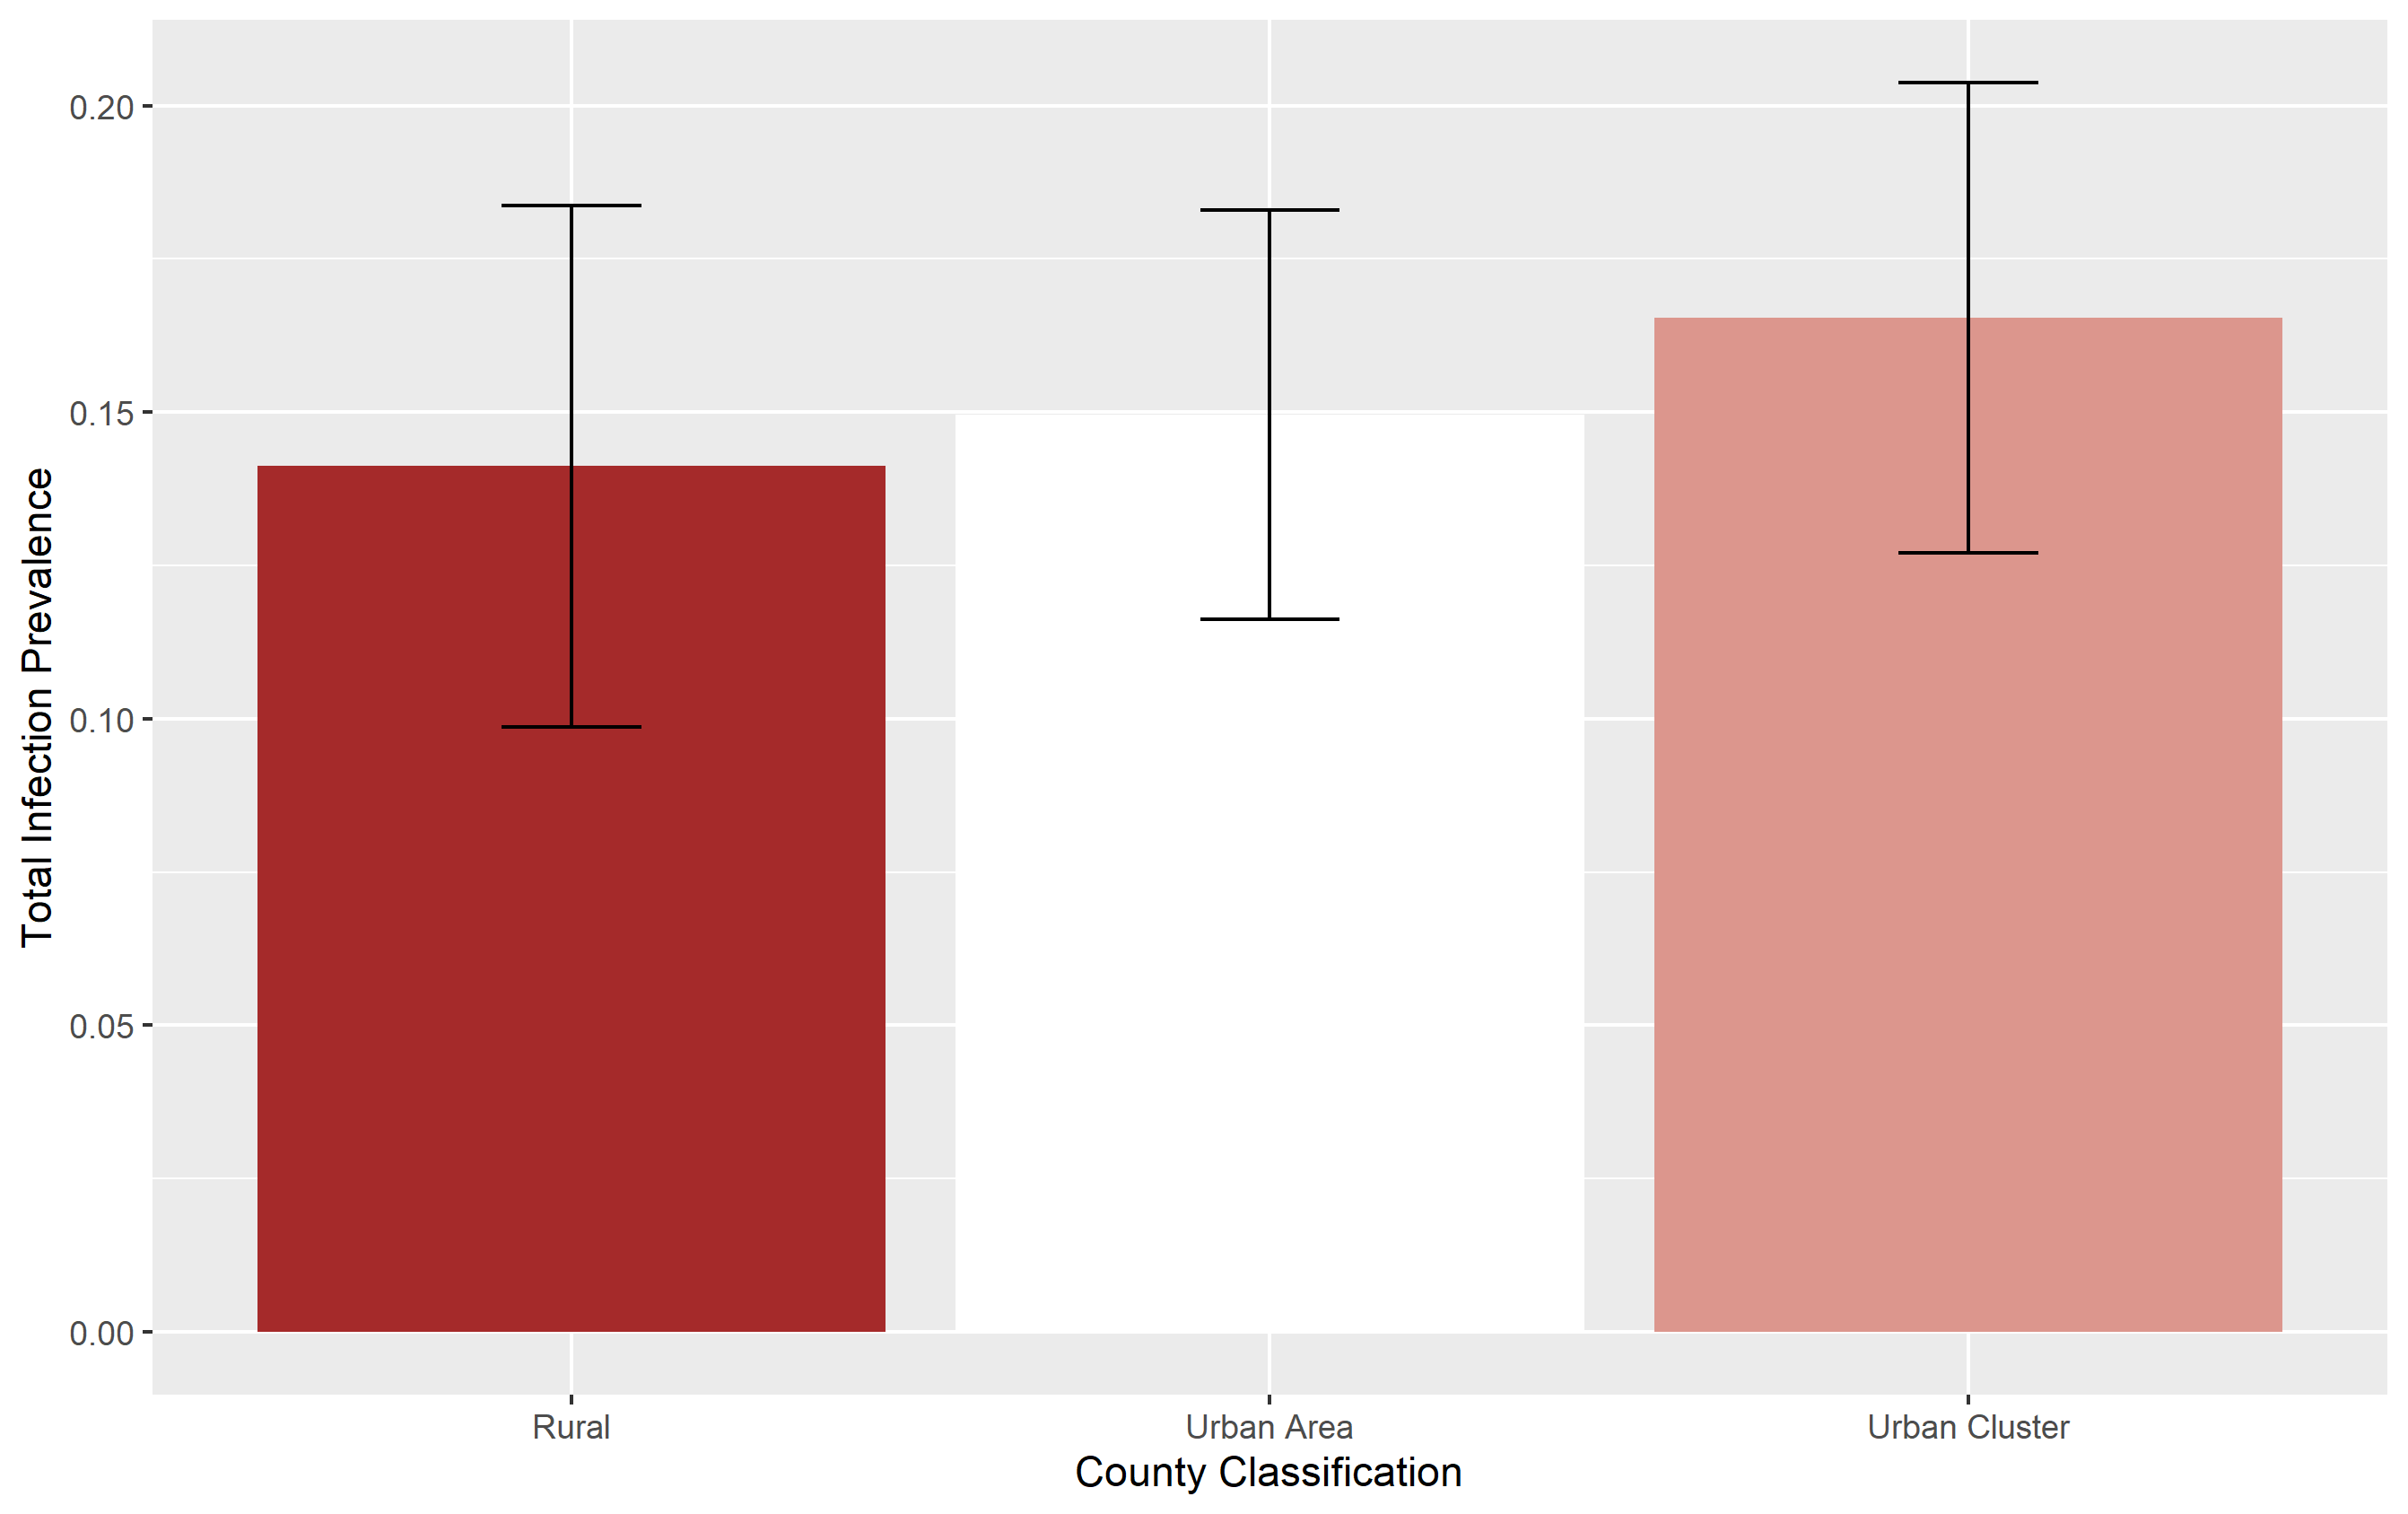 Total Infection Prevalence
0.20
0.15
0.10
0.05
0.00
Rural
Urban Area
Urban Cluster
County Classification